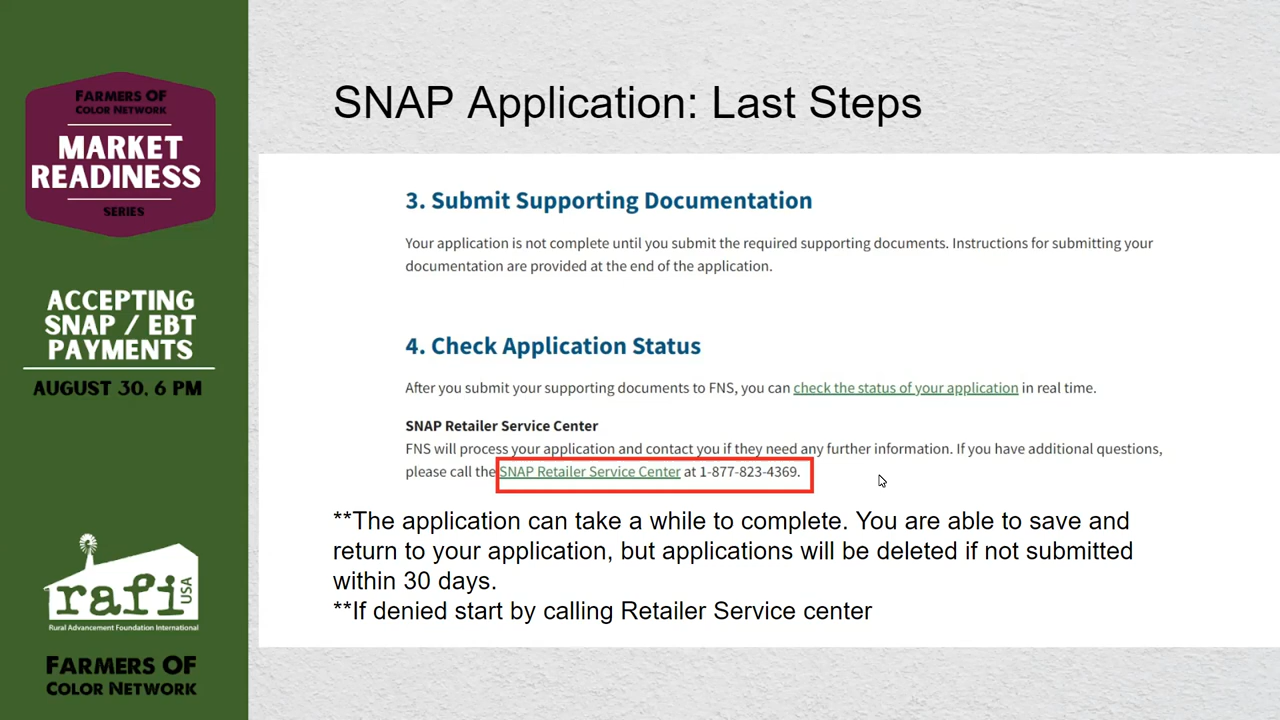 FARMERS OF
COLOR NETWORK
MARKET
READINESS
SERIES
ACCEPTING
SNAP / EBT
PAYMENTS
AUGUST 30, 6 PM
rafi
USA
Rural Advancement Foundation International
FARMERS OF
COLOR NETWORK
SNAP Application: Last Steps
3. Submit Supporting Documentation
Your application is not complete until you submit the required supporting documents. Instructions for submitting your
documentation are provided at the end of the application.
4. Check Application Status
After you submit your supporting documents to FNS, you can check the status of your application in real time.
SNAP Retailer Service Center
FNS will process your application and contact you if they need any further information. If you have additional questions,
please call the SNAP Retailer Service Center at 1-877-823-4369.
**The application can take a while to complete. You are able to save and
return to your application, but applications will be deleted if not submitted
within 30 days.
**If denied start by calling Retailer Service center